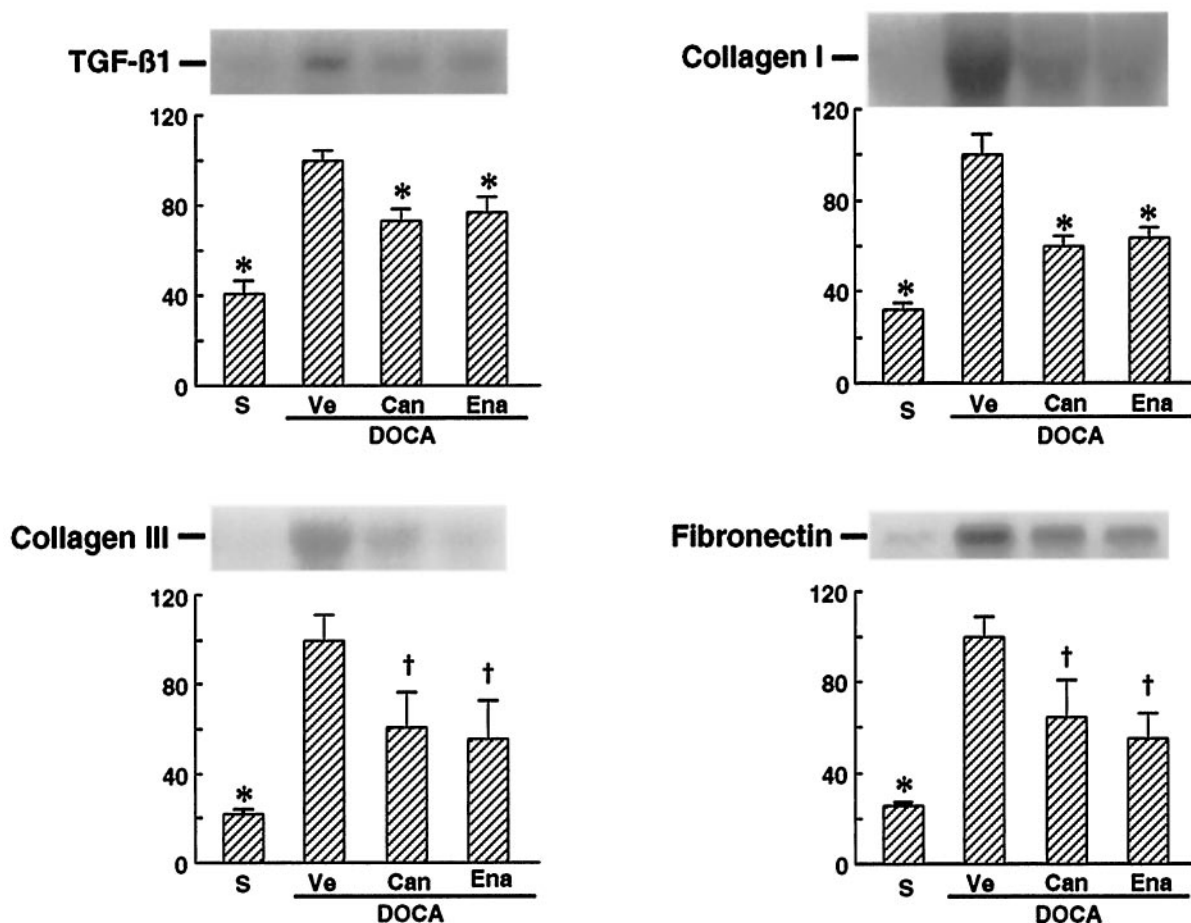 TGF-ß1
120
80
40
0
*
*
*
S
Ve
Can
Ena
DOCA
Collagen I
120
80
40
0
*
*
*
S
Ve
Can
Ena
DOCA
Collagen III
120
80
40
0
*
†
†
S
Ve
Can
Ena
DOCA
Fibronectin
120
80
40
0
*
†
†
S
Ve
Can
Ena
DOCA